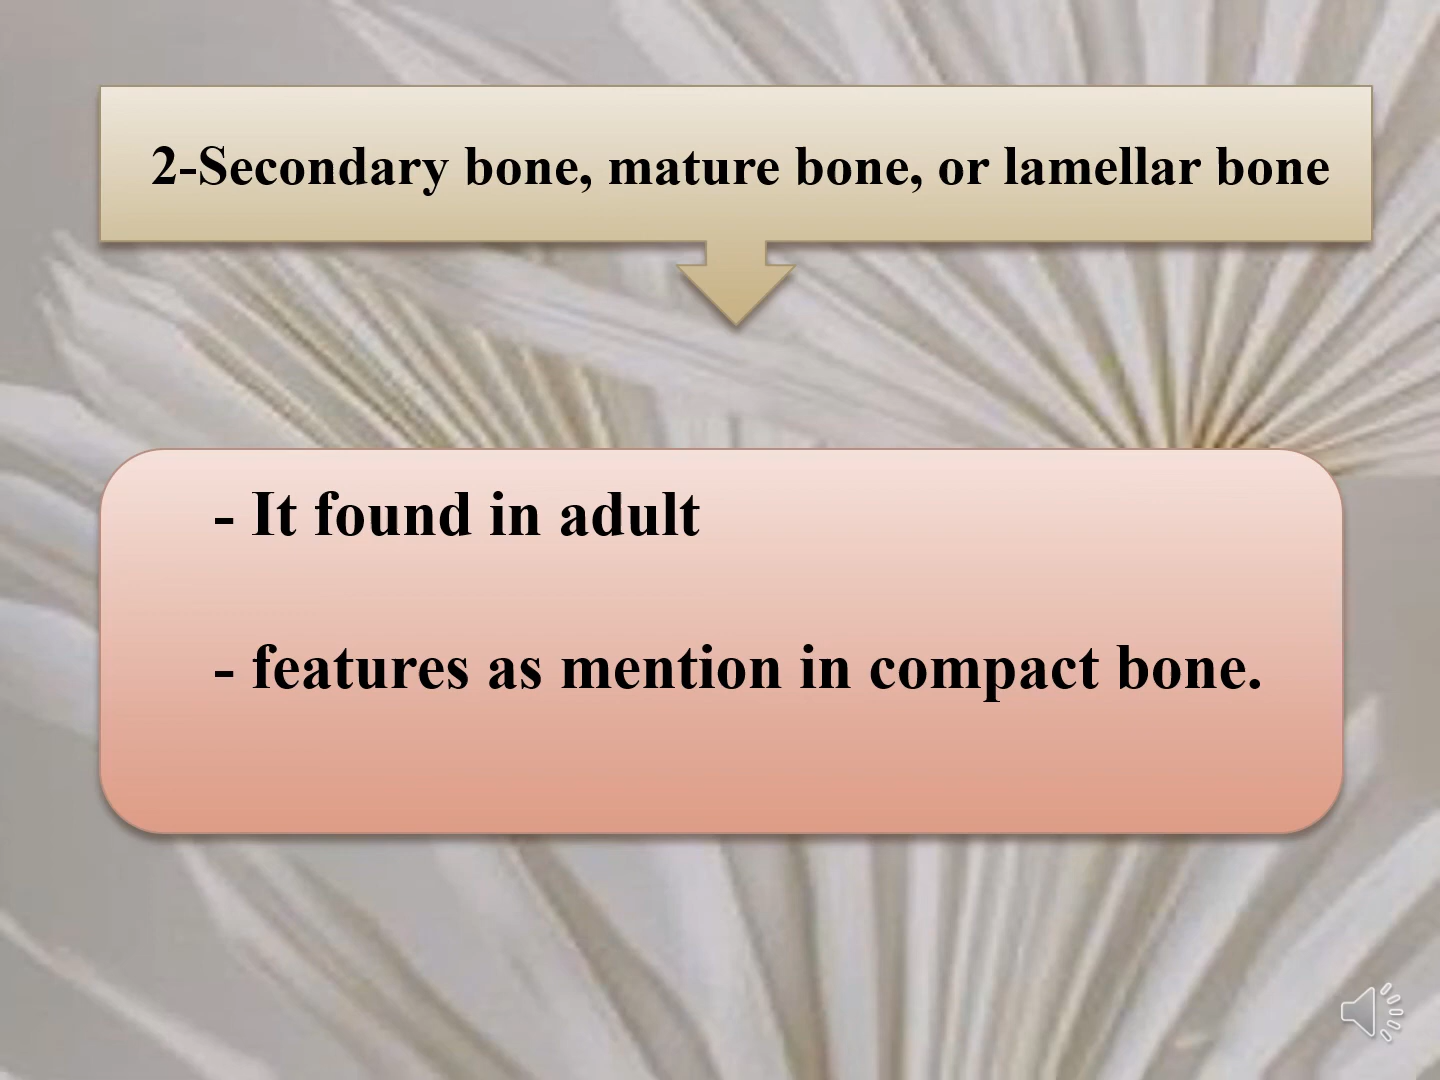 2-Secondary bone, mature bone, or lamellar bone
- It found in adult
- features as mention in compact bone.